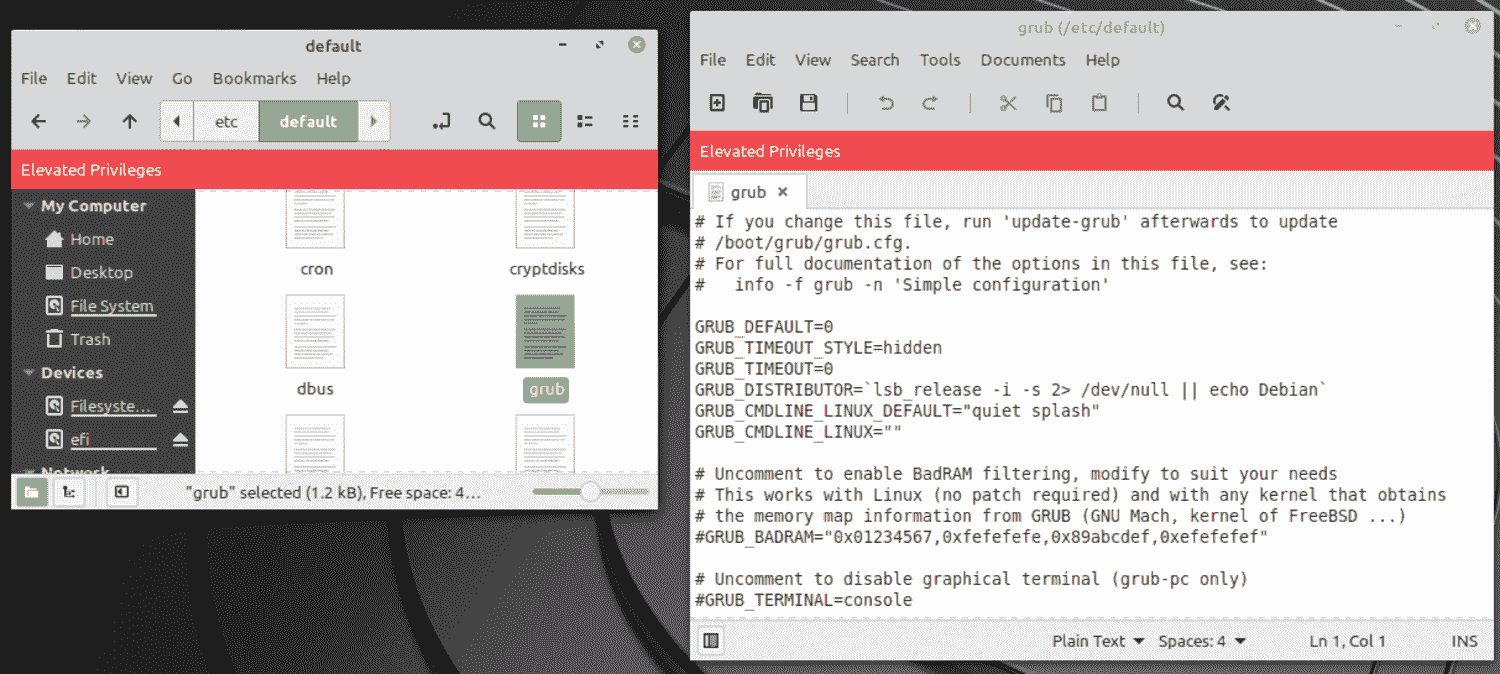 default
File Edit View Go Bookmarks Help
etc default
Elevated Privileges
My Computer
Home
Desktop
File System
Trash
Devices
Filesyste...
efi
Network
cron
cryptdisks
dbus
grub
"grub" selected (1.2 kB), Free space: 4...
grub (/etc/default)
File Edit View Search Tools Documents Help
Elevated Privileges
grub
# If you change this file, run 'update-grub' afterwards to update
# /boot/grub/grub.cfg.
# For full documentation of the options in this file, see:
#   info -f grub -n 'Simple configuration'
GRUB_DEFAULT=0
GRUB_TIMEOUT_STYLE=hidden
GRUB_TIMEOUT=0
GRUB_DISTRIBUTOR=`lsb_release -i -s 2> /dev/null || echo Debian`
GRUB_CMDLINE_LINUX_DEFAULT="quiet splash"
GRUB_CMDLINE_LINUX=""
# Uncomment to enable BadRAM filtering, modify to suit your needs
# This works with Linux (no patch required) and with any kernel that obtains
# the memory map information from GRUB (GNU Mach, kernel of FreeBSD ...)
#GRUB_BADRAM="0x01234567,0xfefefefe,0x89abcdef,0xefefefef"
# Uncomment to disable graphical terminal (grub-pc only)
#GRUB_TERMINAL=console
Plain Text Spaces: 4 Ln 1, Col 1 INS